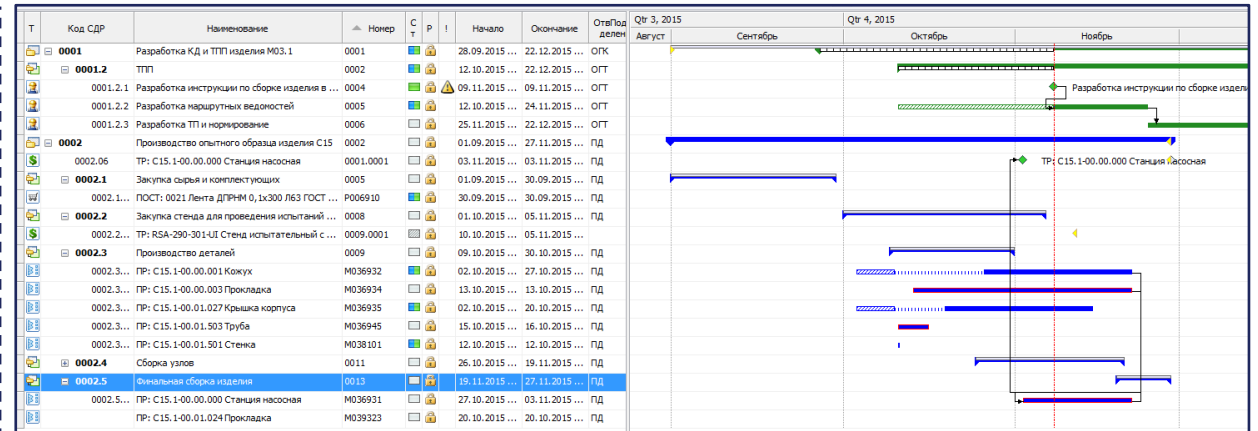 Т Код СДР Наименование Номер С т Р ! Начало Окончание ОтвПод делен Qtr 3, 2015 Qtr 4, 2015
Август Сентябрь Октябрь Ноябрь
0001 Разработка КД и ТПП изделия М03.1 0001 28.09.2015 ... 22.12.2015 ... ОГК
0001.2 ТПП 0002 12.10.2015 ... 22.12.2015 ... ОГТ
0001.2.1 Разработка инструкции по сборке изделия в ... 0004 09.11.2015 ... 09.11.2015 ... ОГТ Разработка инструкции по сборке издели
0001.2.2 Разработка маршрутных ведомостей 0005 12.10.2015 ... 24.11.2015 ... ОГТ
0001.2.3 Разработка ТП и нормирование 0006 25.11.2015 ... 22.12.2015 ... ОГТ
0002 Производство опытного образца изделия С15 0002 01.09.2015 ... 27.11.2015 ... ПД
0002.06 ТР: С15.1-00.00.000 Станция насосная 0001.0001 03.11.2015 ... 03.11.2015 ... ПД ТР: С15.1-00.00.000 Станция насосная
0002.1 Закупка сырья и комплектующих 0005 01.09.2015 ... 30.09.2015 ... ПД
0002.1... ПОСТ: 0021 Лента ДПРНМ 0,1х300 Л63 ГОСТ ... Р006910 30.09.2015 ... 30.09.2015 ... ПД
0002.2 Закупка стенда для проведения испытаний ... 0008 01.10.2015 ... 05.11.2015 ... ПД
0002.2... ТР: RSA-290-301-UI Стенд испытательный с ... 0009.0001 10.10.2015 ... 05.11.2015 ...
0002.3 Производство деталей 0009 09.10.2015 ... 30.10.2015 ... ПД
0002.3... ПР: С15.1-00.00.001 Кожух М036932 02.10.2015 ... 27.10.2015 ... ПД
0002.3... ПР: С15.1-00.00.003 Прокладка М036934 13.10.2015 ... 13.10.2015 ... ПД
0002.3... ПР: С15.1-00.01.027 Крышка корпуса М036935 02.10.2015 ... 20.10.2015 ... ПД
0002.3... ПР: С15.1-00.01.503 Труба М036945 15.10.2015 ... 16.10.2015 ... ПД
0002.3... ПР: С15.1-00.01.501 Стенка М038101 12.10.2015 ... 12.10.2015 ... ПД
0002.4 Сборка узлов 0011 26.10.2015 ... 19.11.2015 ... ПД
0002.5 Финальная сборка изделия 0013 19.11.2015 ... 27.11.2015 ... ПД
0002.5... ПР: С15.1-00.00.000 Станция насосная М036931 27.10.2015 ... 03.11.2015 ... ПД
ПР: С15.1-00.01.024 Прокладка М039323 20.10.2015 ... 20.10.2015 ... ПД